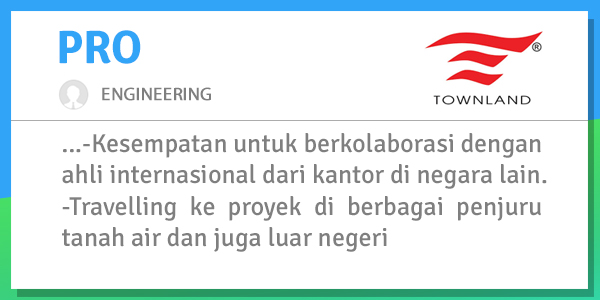 PRO
ENGINEERING
®
TOWNLAND
...-Kesempatan untuk berkolaborasi dengan
ahli internasional dari kantor di negara lain.
-Travelling ke proyek di berbagai penjuru
tanah air dan juga luar negeri